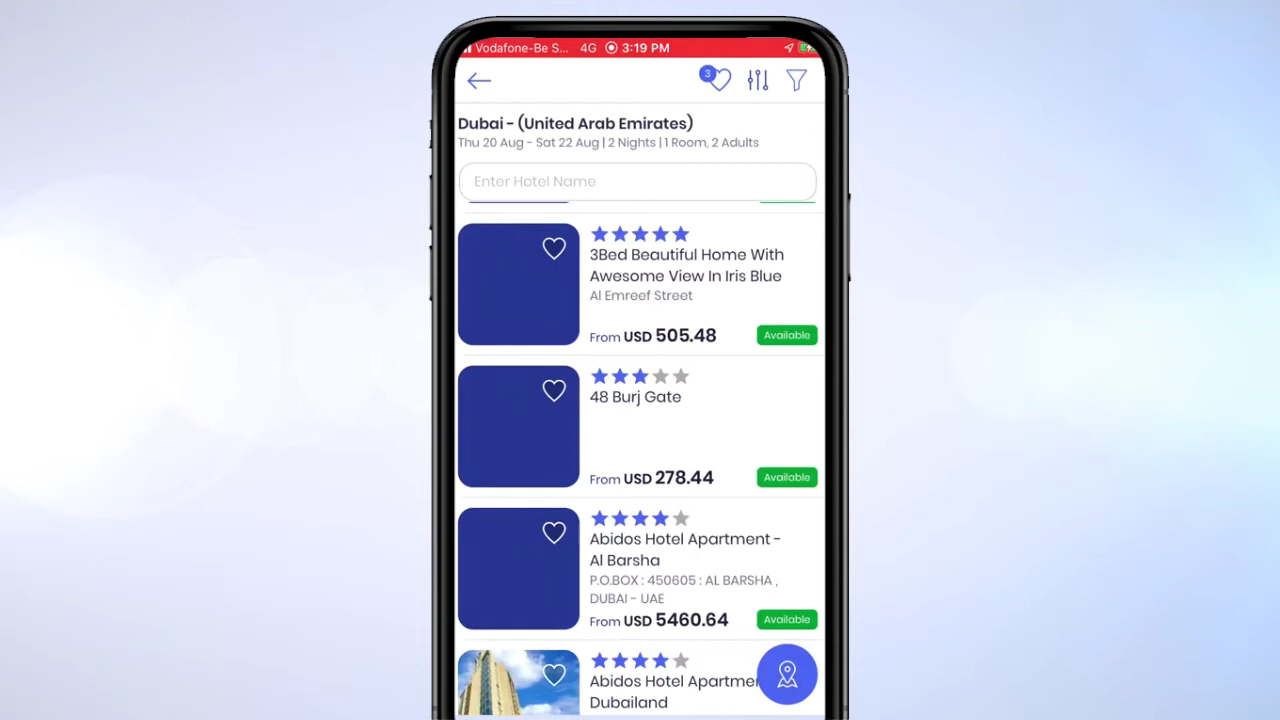 Vodafone-Be S... 4G 3:19 PM
3
Dubai - (United Arab Emirates)
Thu 20 Aug - Sat 22 Aug | 2 Nights | 1 Room, 2 Adults
Enter Hotel Name
3Bed Beautiful Home With
Awesome View In Iris Blue
Al Emreef Street
From USD 505.48 Available
48 Burj Gate
From USD 278.44 Available
Abidos Hotel Apartment -
Al Barsha
P.O.BOX : 450605 : AL BARSHA ,
DUBAI - UAE
From USD 5460.64 Available
Abidos Hotel
Dubailand